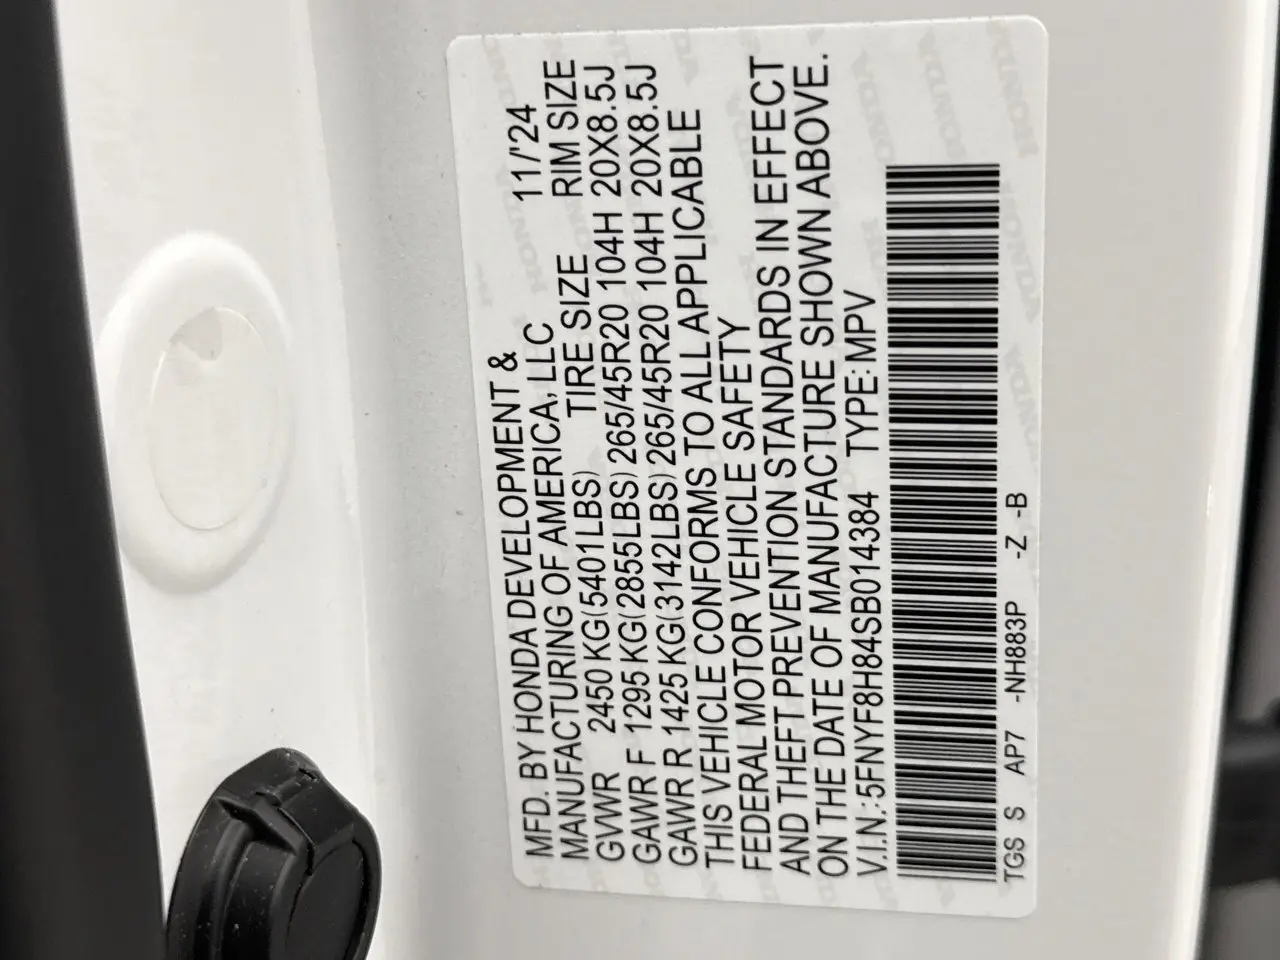 MFD. BY HONDA DEVELOPMENT &
MANUFACTURING OF AMERICA, LLC 11/'24
GVWR 2450 KG(5401LBS) TIRE SIZE RIM SIZE
GAWR F 1295 KG(2855LBS) 265/45R20 104H 20X8.5J
GAWR R 1425 KG(3142LBS) 265/45R20 104H 20X8.5J
THIS VEHICLE CONFORMS TO ALL APPLICABLE
FEDERAL MOTOR VEHICLE SAFETY
AND THEFT PREVENTION STANDARDS IN EFFECT
ON THE DATE OF MANUFACTURE SHOWN ABOVE.
V.I.N.: 5FNYF8H84SB014384 TYPE: MPV
TGS S AP7 -NH883P -Z -B